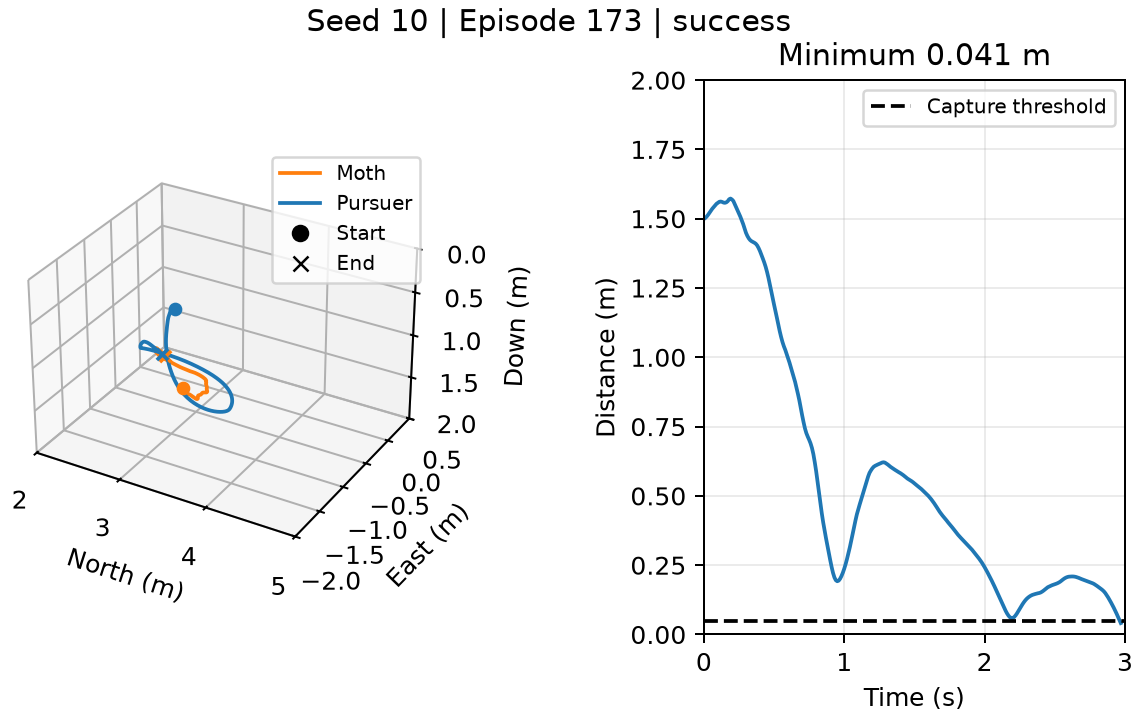 Seed 10 | Episode 173 | success
Moth
Pursuer
Start
End
0.0
0.5
1.0
1.5
2.0
Down (m)
0.5
0.0
−0.5
−1.0
−1.5
−2.0
East (m)
2
3
4
5
North (m)
Minimum 0.041 m
Capture threshold
2.00
1.75
1.50
1.25
1.00
0.75
0.50
0.25
0.00
Distance (m)
0 1 2 3
Time (s)